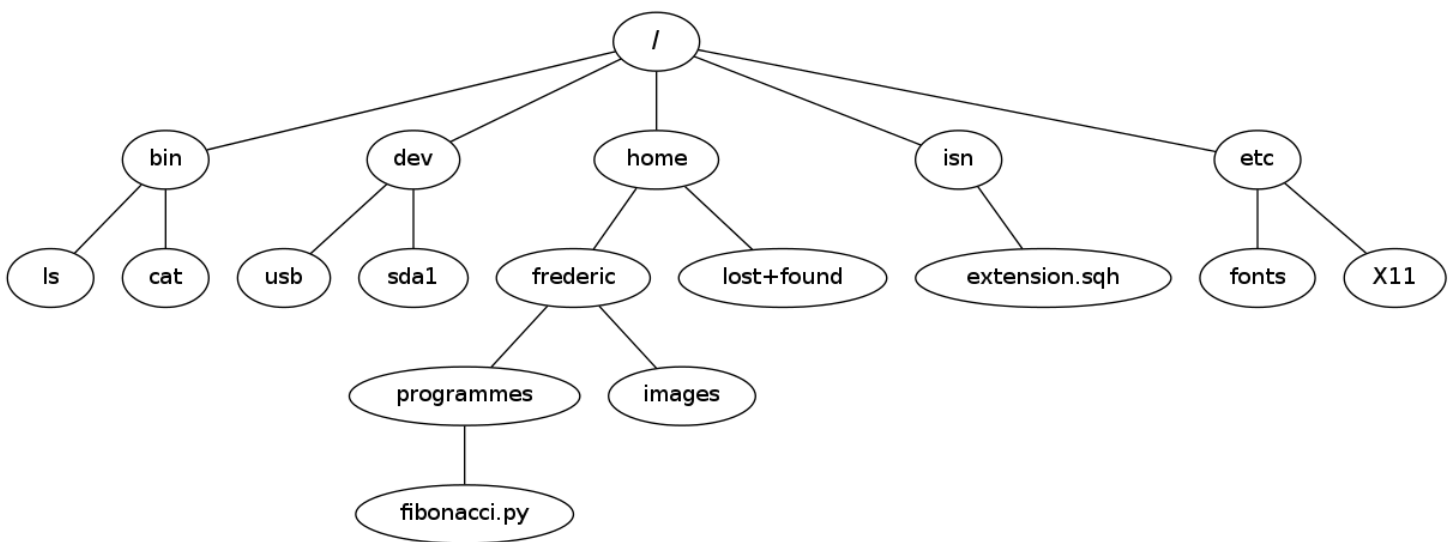 /
bin dev home isn etc
ls cat usb sda1 frederic lost+found extension.sqh fonts X11
programmes images
fibonacci.py